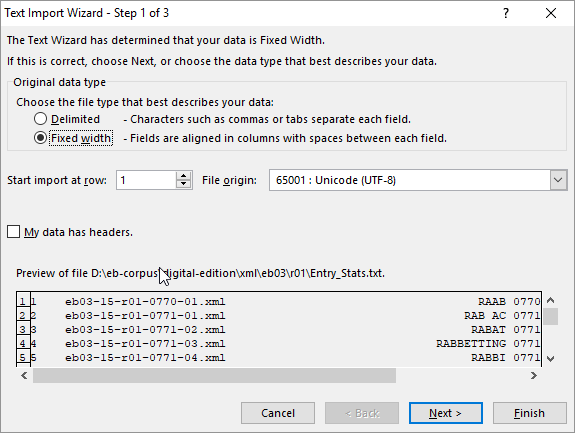 Text Import Wizard - Step 1 of 3
The Text Wizard has determined that your data is Fixed Width.
If this is correct, choose Next, or choose the data type that best describes your data.
Original data type
Choose the file type that best describes your data:
Delimited - Characters such as commas or tabs separate each field.
Fixed width - Fields are aligned in columns with spaces between each field.
Start import at row: 1 File origin: 65001 : Unicode (UTF-8)
My data has headers.
Preview of file D:\eb-corpus\digital-edition\xml\eb03\r01\Entry_Stats.txt.
1 1 eb03-15-r01-0770-01.xml RAAB 0770
2 2 eb03-15-r01-0771-01.xml RAB AC 0771
3 3 eb03-15-r01-0771-02.xml RABAT 0771
4 4 eb03-15-r01-0771-03.xml RABBETTING 0771
5 5 eb03-15-r01-0771-04.xml RABBI 0771
Cancel < Back Next > Finish